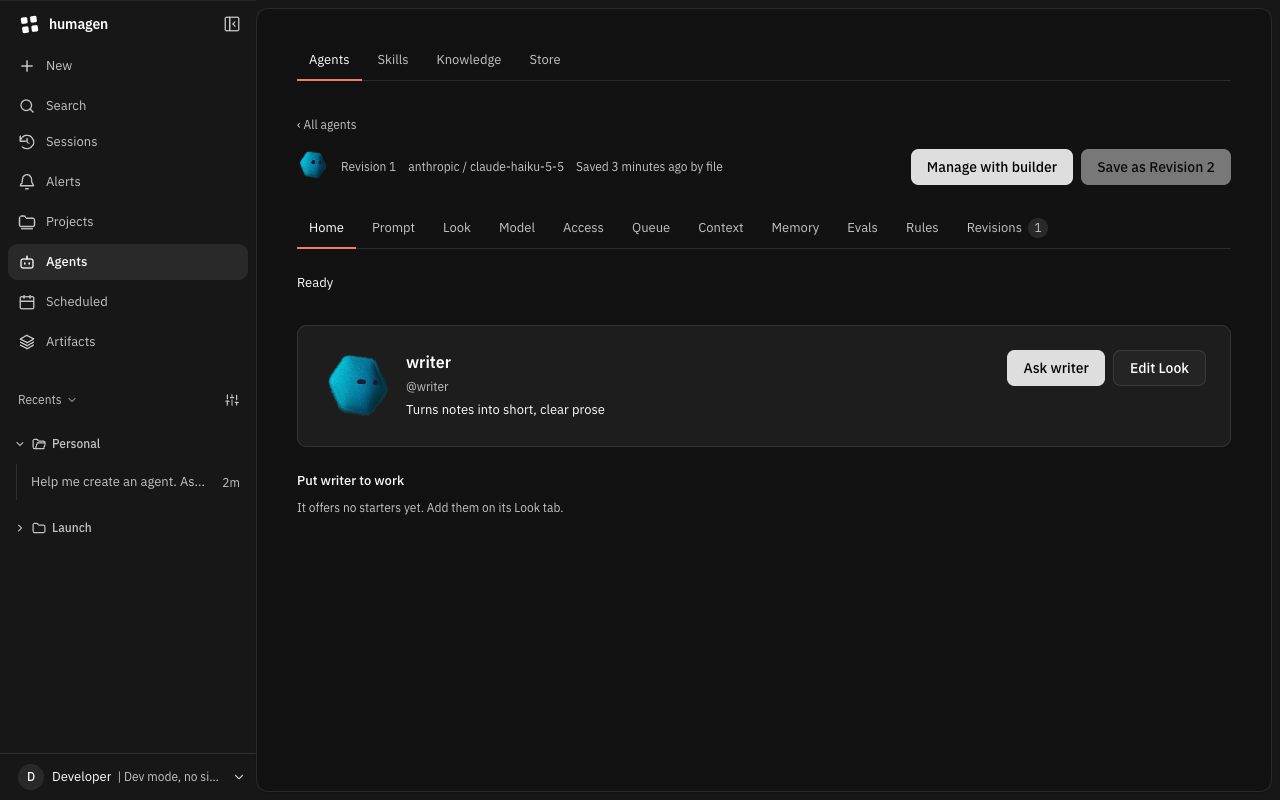 humagen
New
Search
Sessions
Alerts
Projects
Agents
Scheduled
Artifacts
Recents
Personal
Help me create an agent. As... 2m
Launch
D Developer | Dev mode, no si...
Agents Skills Knowledge Store
‹ All agents
Revision 1 anthropic / claude-haiku-5-5 Saved 3 minutes ago by file Manage with builder Save as Revision 2
Home Prompt Look Model Access Queue Context Memory Evals Rules Revisions 1
Ready
writer
@writer
Turns notes into short, clear prose
Ask writer Edit Look
Put writer to work
It offers no starters yet. Add them on its Look tab.